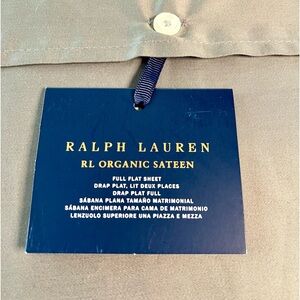 RALPH LAUREN
RL ORGANIC SATEEN
FULL FLAT SHEET
DRAP PLAT, LIT DEUX PLACES
DRAP PLAT FULL
SÁBANA PLANA TAMAÑO MATRIMONIAL
SÁBANA ENCIMERA PARA CAMA DE MATRIMONIO
LENZUOLO SUPERIORE UNA PIAZZA E MEZZA